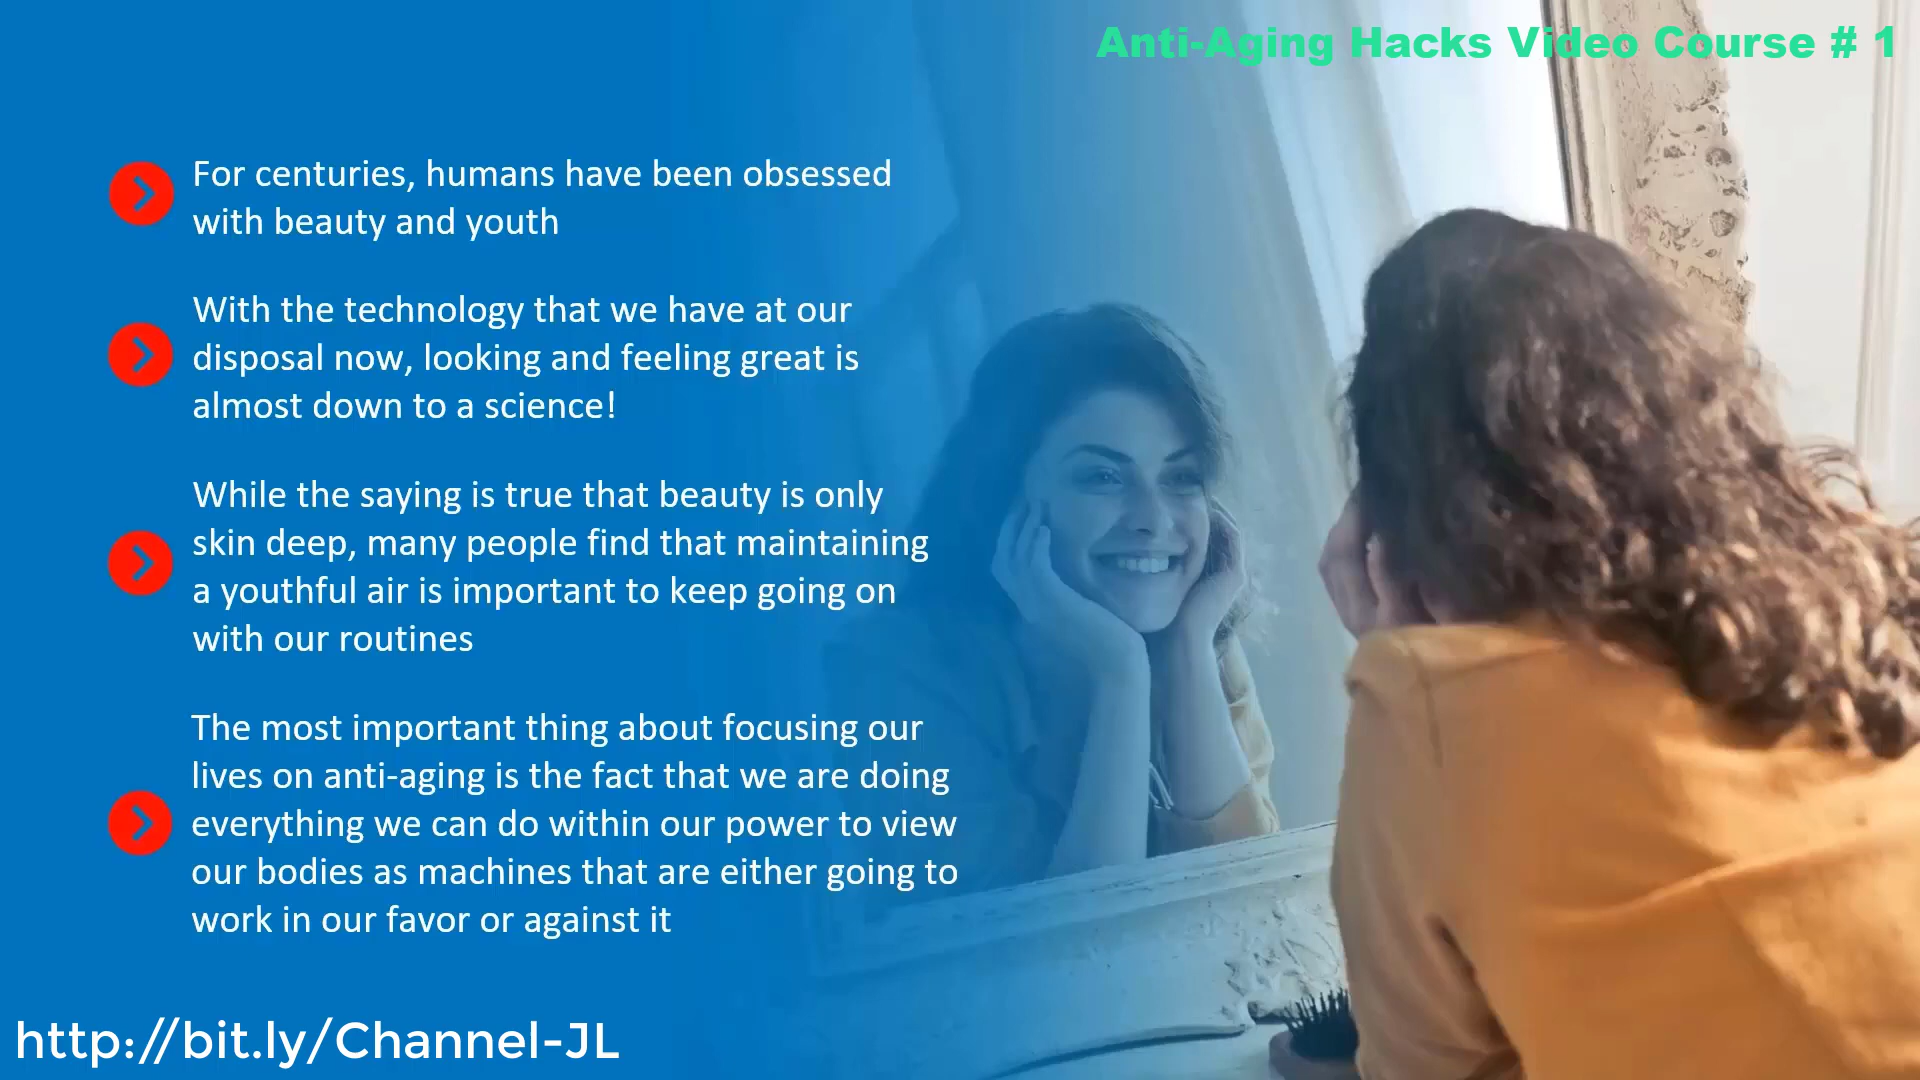 Anti-Aging Hacks Video Course # 1
For centuries, humans have been obsessed
with beauty and youth
With the technology that we have at our
disposal now, looking and feeling great is
almost down to a science!
While the saying is true that beauty is only
skin deep, many people find that maintaining
a youthful air is important to keep going on
with our routines
The most important thing about focusing our
lives on anti-aging is the fact that we are doing
everything we can do within our power to view
our bodies as machines that are either going to
work in our favor or against it
http://bit.ly/Channel-JL